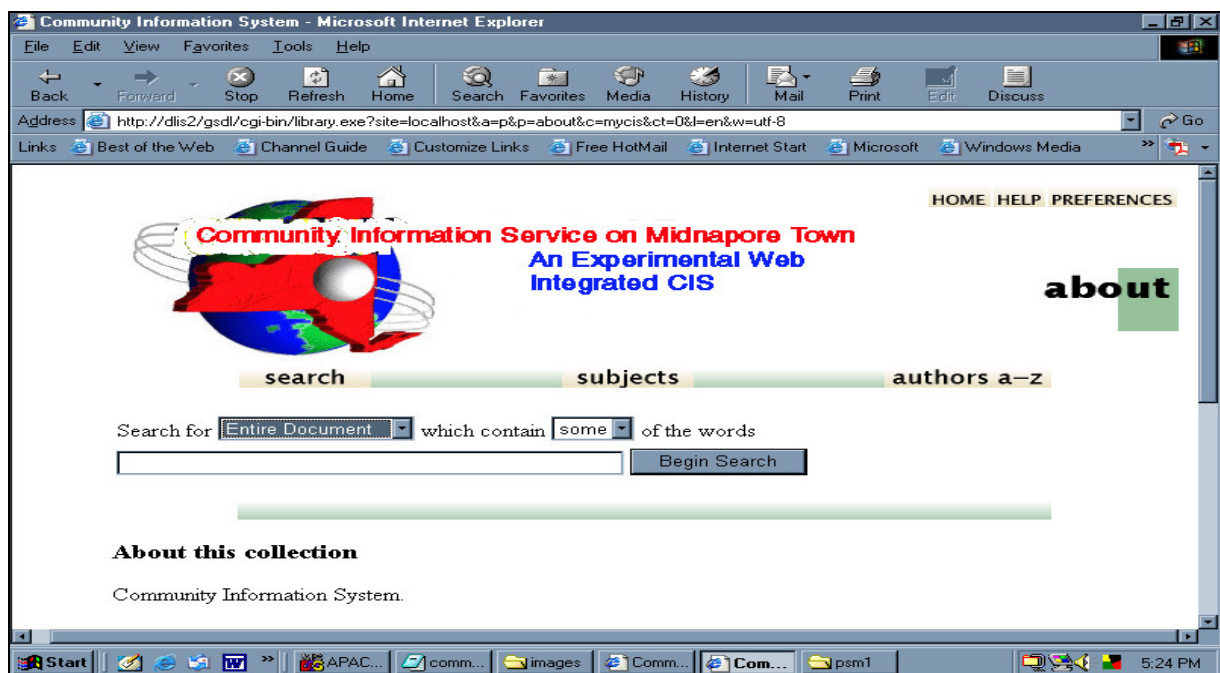 Community Information System - Microsoft Internet Explorer
File Edit View Favorites Tools Help
Back Forward Stop Refresh Home Search Favorites Media History Mail Print Edit Discuss
Address http://dlis2/gsdl/cgi-bin/library.exe?site=localhost&a=p&p=about&c=mycis&ct=0&l=en&w=utf-8 Go
Links Best of the Web Channel Guide Customize Links Free HotMail Internet Start Microsoft Windows Media »
HOME HELP PREFERENCES
Community Information Service on Midnapore Town
An Experimental Web
Integrated CIS
about
search subjects authors a–z
Search for Entire Document which contain some of the words
Begin Search
About this collection
Community Information System.
Start » APAC... comm... images Comm... Com... psm1 5:24 PM